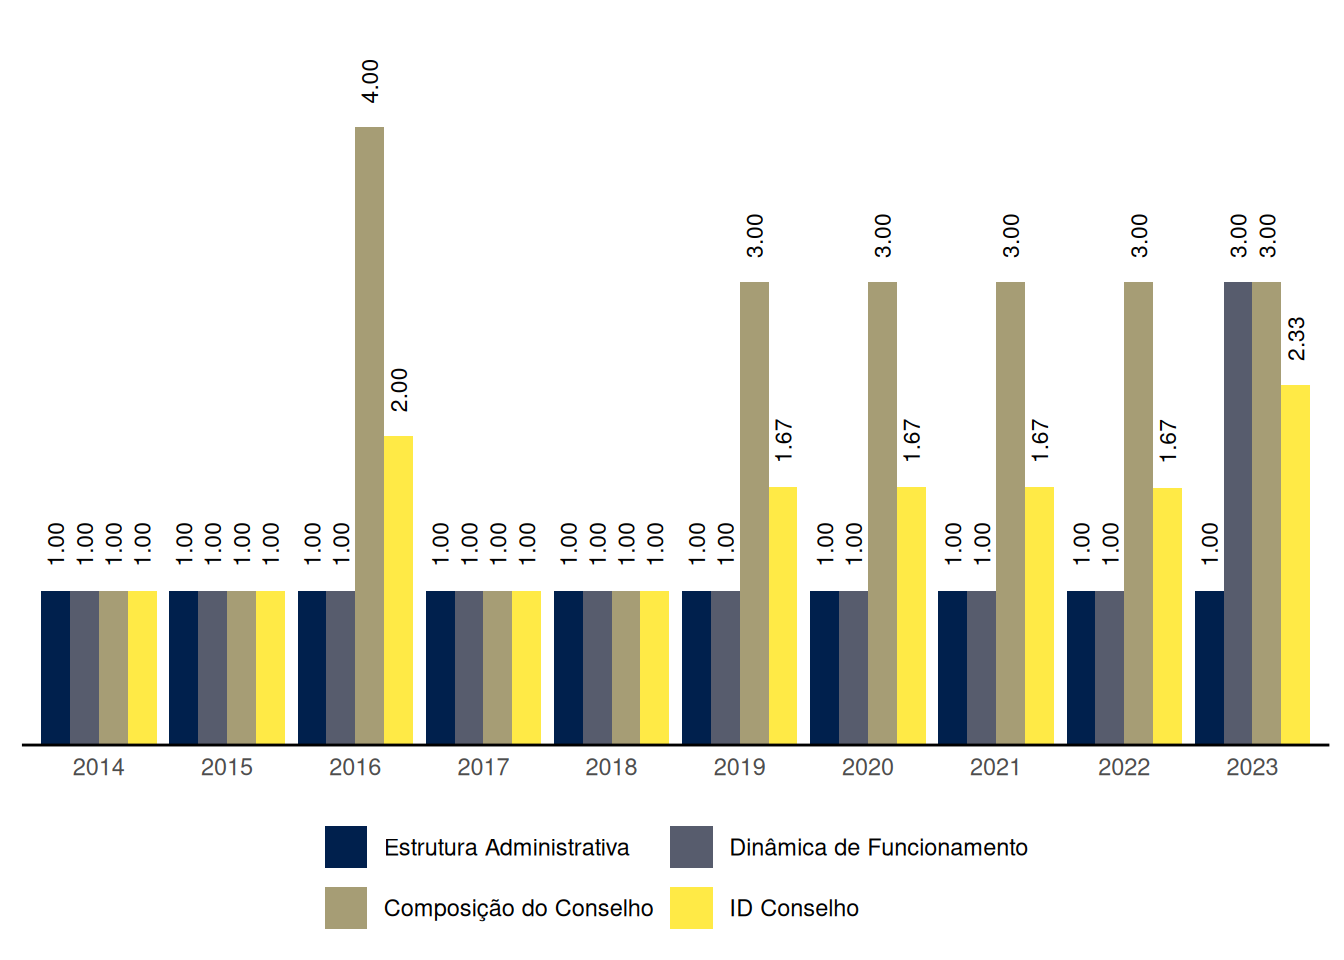 4.00
3.00 3.00 3.00 3.00 3.00 3.00
2.33
2.00
1.67 1.67 1.67 1.67
1.00 1.00 1.00 1.00 1.00 1.00 1.00 1.00 1.00 1.00 1.00 1.00 1.00 1.00 1.00 1.00 1.00 1.00 1.00 1.00 1.00 1.00 1.00 1.00 1.00 1.00 1.00
2014 2015 2016 2017 2018 2019 2020 2021 2022 2023
Estrutura Administrativa Dinâmica de Funcionamento
Composição do Conselho ID Conselho